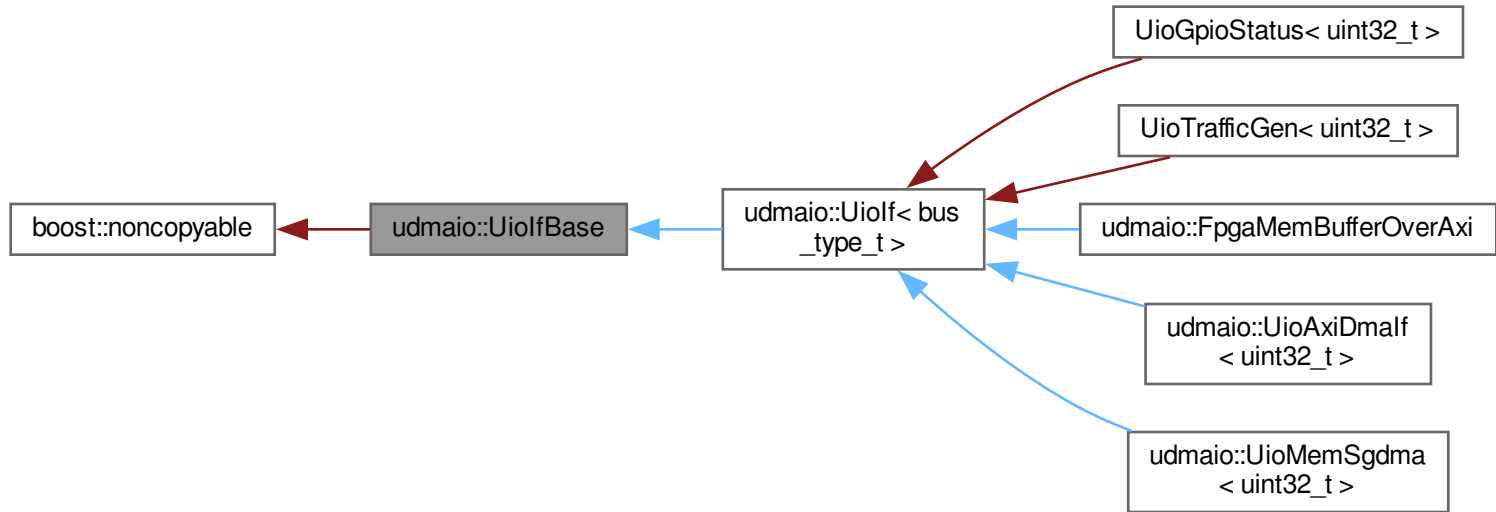 UioGpioStatus< uint32_t >
UioTrafficGen< uint32_t >
boost::noncopyable
udmaio::UioIfBase
udmaio::UioIf< bus
_type_t >
udmaio::FpgaMemBufferOverAxi
udmaio::UioAxiDmaIf
< uint32_t >
udmaio::UioMemSgdma
< uint32_t >